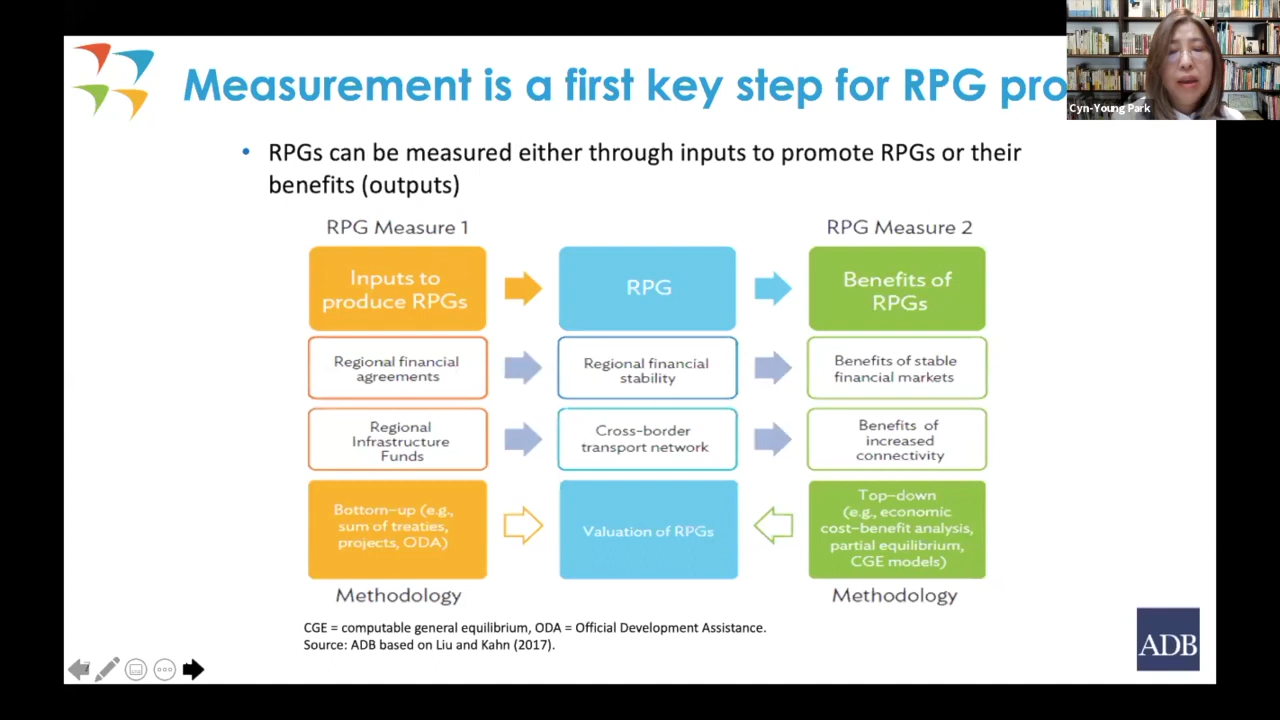 Measurement is a first key step for RPG pro
Cyn-Young Park
• RPGs can be measured either through inputs to promote RPGs or their
benefits (outputs)
RPG Measure 1
RPG Measure 2
Inputs to
produce RPGs
RPG
Benefits of
RPGs
Regional financial
agreements
Regional financial
stability
Benefits of stable
financial markets
Regional
Infrastructure
Funds
Cross-border
transport network
Benefits of
increased
connectivity
Bottom-up (e.g.,
sum of treaties,
projects, ODA)
Valuation of RPGs
Top-down
(e.g., economic
cost-benefit analysis,
partial equilibrium,
CGE models)
Methodology
Methodology
CGE = computable general equilibrium, ODA = Official Development Assistance.
Source: ADB based on Liu and Kahn (2017).
ADB